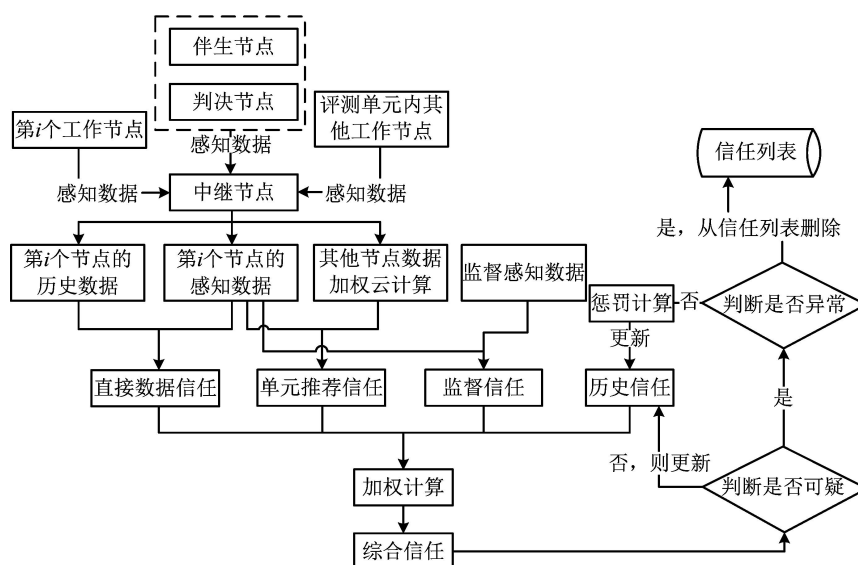 伴生节点
判决节点
第i个工作节点
评测单元内其
他工作节点
感知数据
感知数据
中继节点
感知数据
信任列表
是，从信任列表删除
第i个节点的
历史数据
第i个节点的
感知数据
其他节点数据
加权云计算
监督感知数据
惩罚计算
否
判断是否异常
更新
直接数据信任
单元推荐信任
监督信任
历史信任
是
否，则更新
加权计算
判断是否可疑
综合信任